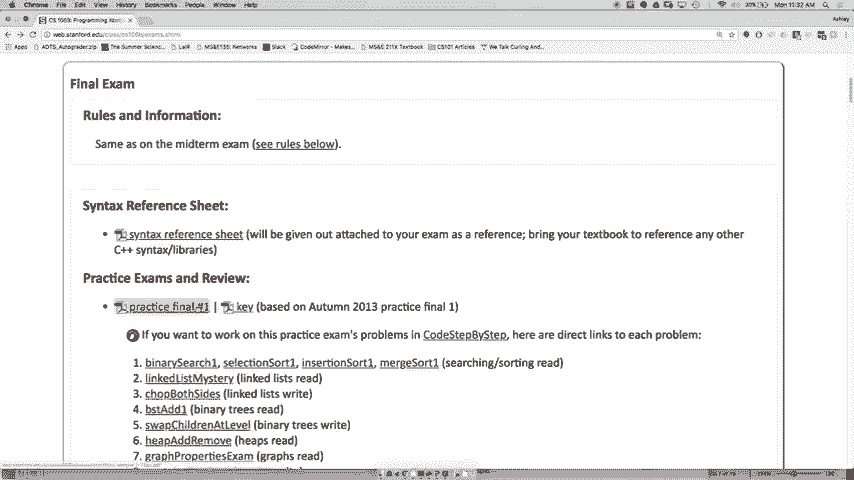 Chrome File Edit View History Bookmarks People Window Help
30% Mon 11:32 AM Ashley
CS 106B: Programming Abst
web.stanford.edu/class/cs106b/exams.shtml
Apps ADTS_Autograder.zip The Summer Scienc LaIR MS&E135: Networks Slack CodeMirror - Makes MS&E 211X Textbook CS101 Articles We Talk Curling And
Final Exam
Rules and Information:
Same as on the midterm exam (see rules below).
Syntax Reference Sheet:
• syntax reference sheet (will be given out attached to your exam as a reference; bring your textbook to reference any other
C++ syntax/libraries)
Practice Exams and Review:
• practice final #1 | key (based on Autumn 2013 practice final 1)
If you want to work on this practice exam's problems in CodeStepByStep, here are direct links to each problem:
1. binarySearch1, selectionSort1, insertionSort1, mergeSort1 (searching/sorting read)
2. linkedListMystery (linked lists read)
3. chopBothSides (linked lists write)
4. bstAdd1 (binary trees read)
5. swapChildrenAtLevel (binary trees write)
6. heapAddRemove (heaps read)
7. graphPropertiesExam (graphs read)